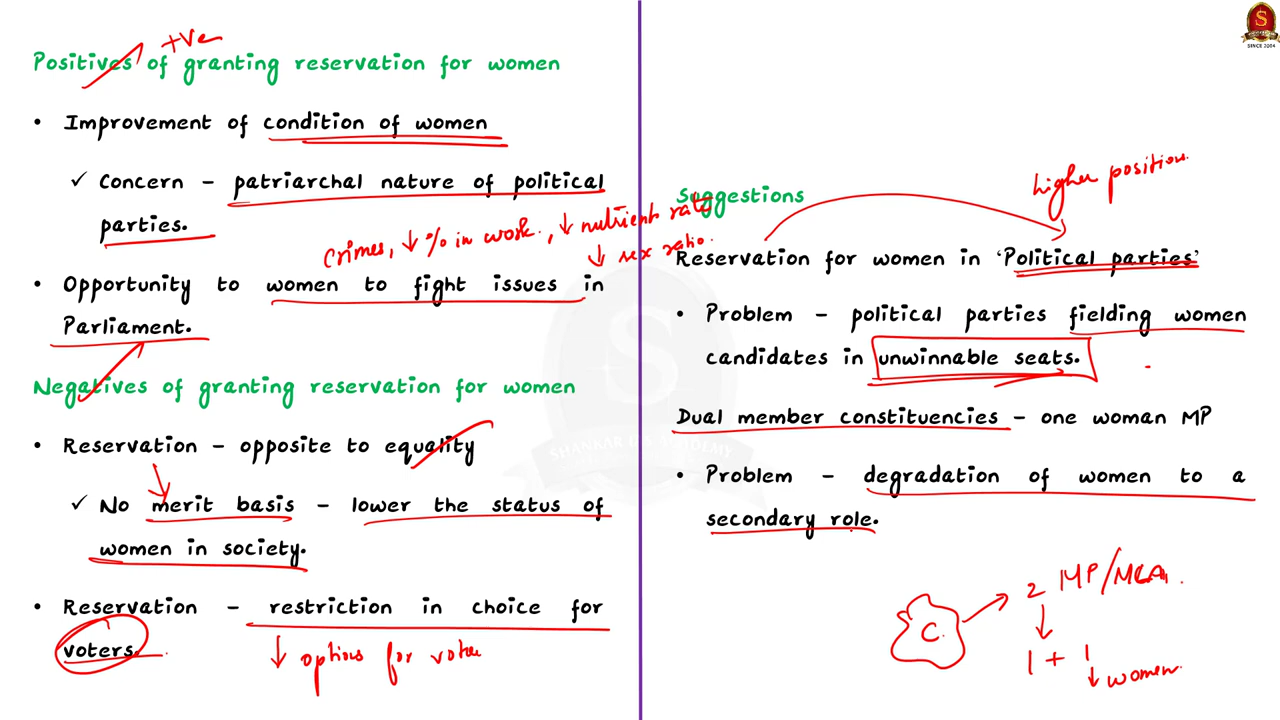 +ve
Positives of granting reservation for women
• Improvement of condition of women
✓ Concern – patriarchal nature of political
parties.
Crimes, ↓ % in work, ↓ nutrient rate
↓ sex ratio.
• Opportunity to women to fight issues in
Parliament.
Negatives of granting reservation for women
• Reservation – opposite to equality
✓ No merit basis – lower the status of
women in society.
• Reservation – restriction in choice for
voters.
↓ options for
higher position
Suggestions
Reservation for women in ‘Political parties’
• Problem – political parties fielding women
candidates in unwinnable seats.
Dual member constituencies – one woman MP
• Problem – degradation of women to a
secondary role.
C. → 2 MP/MLA
1 + 1
↓ women
S
SINCE 2004
SHANKAR IAS ACADEMY